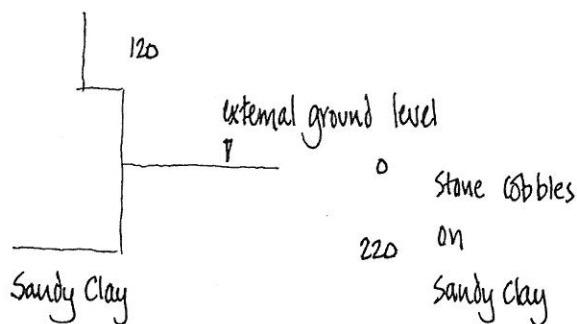 120
external ground level
0
Stone cobbles
on
Sandy Clay
220
Sandy Clay